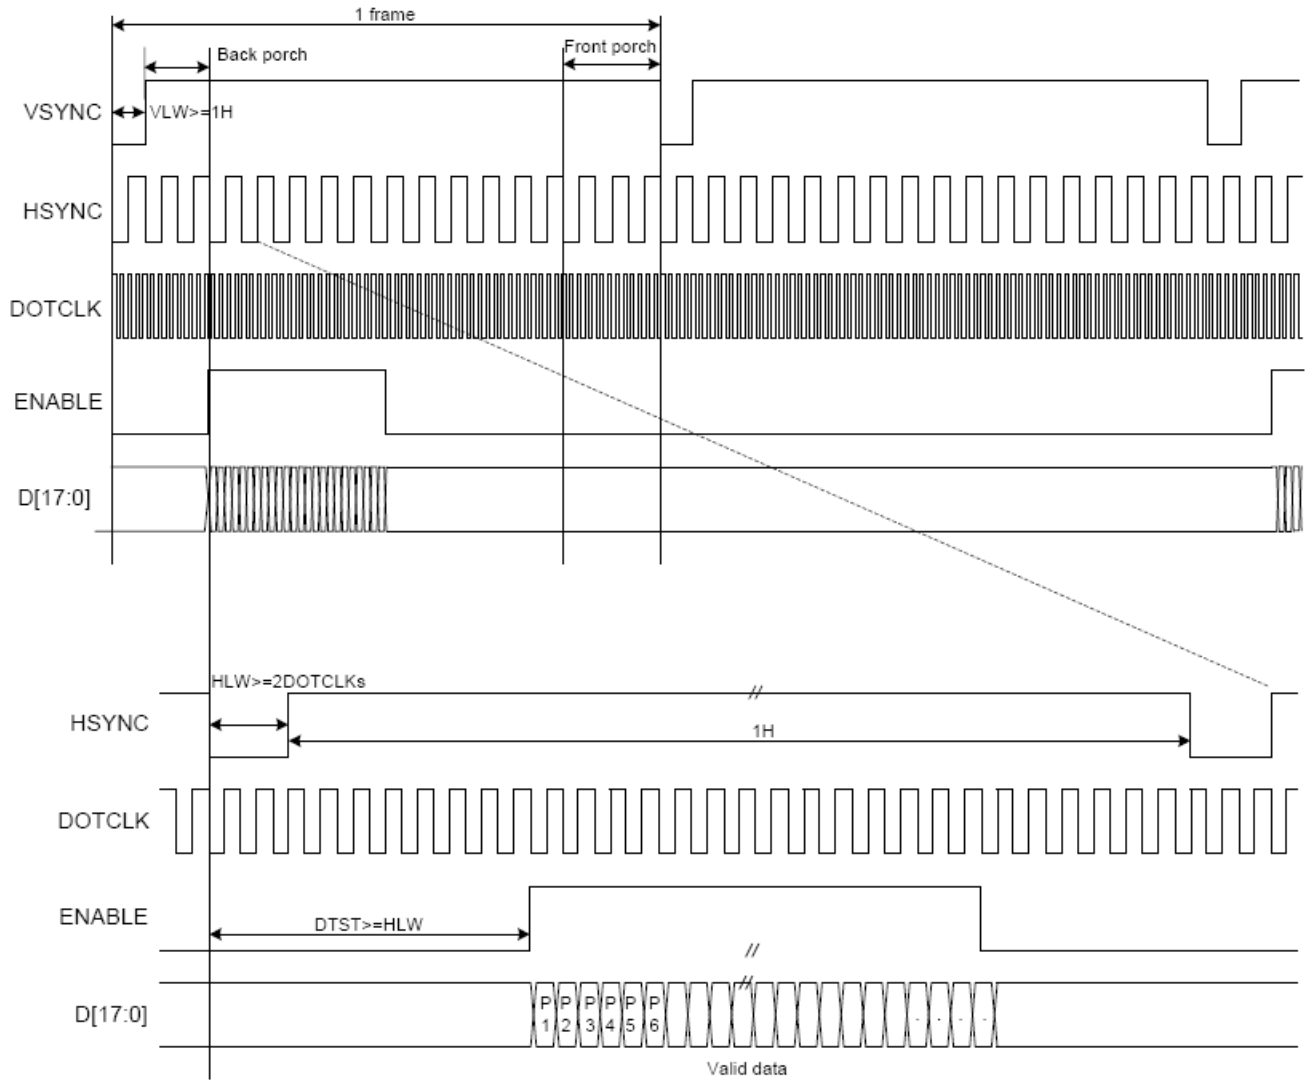 1 frame
Back porch
Front porch
VSYNC
VLW>=1H
HSYNC
DOTCLK
ENABLE
D[17:0]
HLW>=2DOTCLKs
HSYNC
1H
DOTCLK
ENABLE
DTST>=HLW
D[17:0]
P P P P P P
1 2 3 4 5 6 . . . .
Valid data